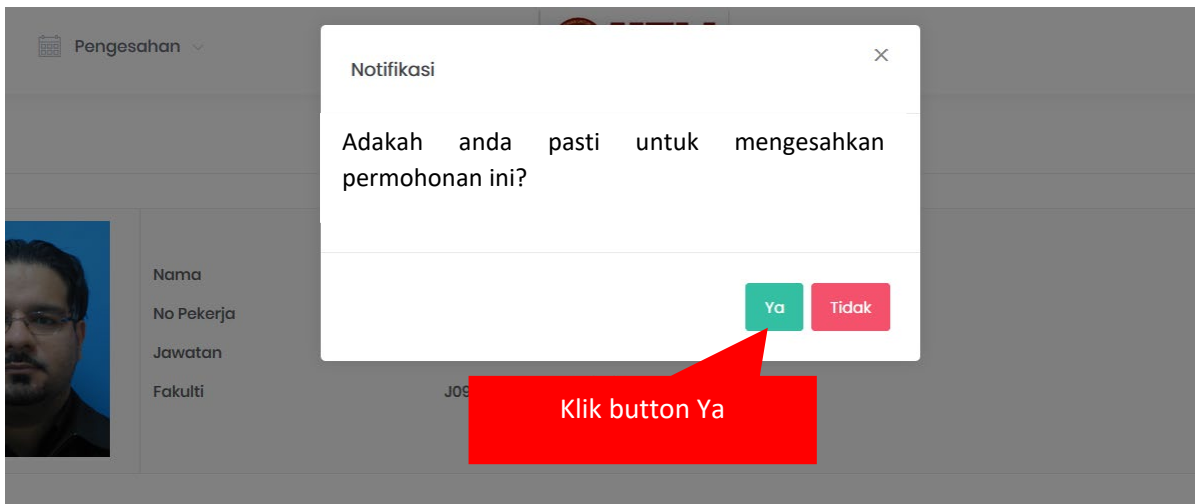 Pengesahan
Notifikasi
Adakah anda pasti untuk mengesahkan
permohonan ini?
Nama
No Pekerja
Jawatan
Fakulti
J09
Ya
Tidak
Klik button Ya